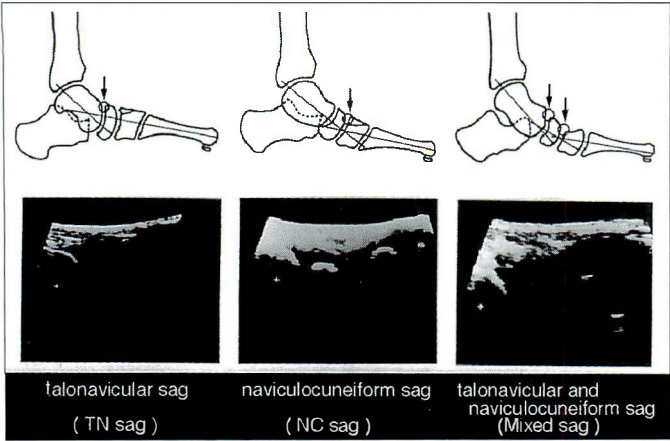 talonavicular sag
( TN sag )
naviculocuneiform sag
( NC sag )
talonavicular and
naviculocuneiform sag
(Mixed sag )